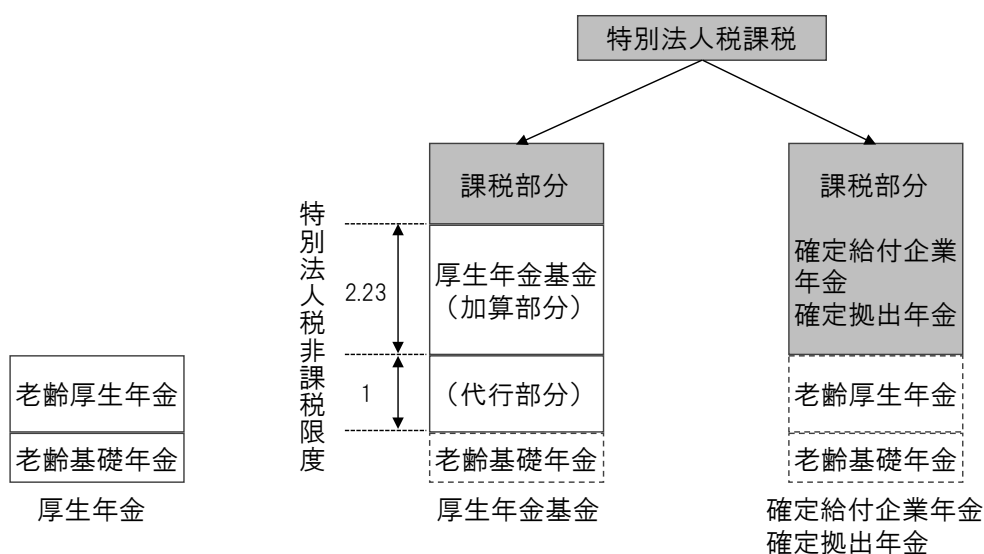 特別法人税課税
課税部分
課税部分
特別法人税非課税限度
2.23
厚生年金基金
（加算部分）
確定給付企業
年金
確定拠出年金
老齢厚生年金
1
（代行部分）
老齢厚生年金
老齢基礎年金
老齢基礎年金
老齢基礎年金
厚生年金
厚生年金基金
確定給付企業年金
確定拠出年金